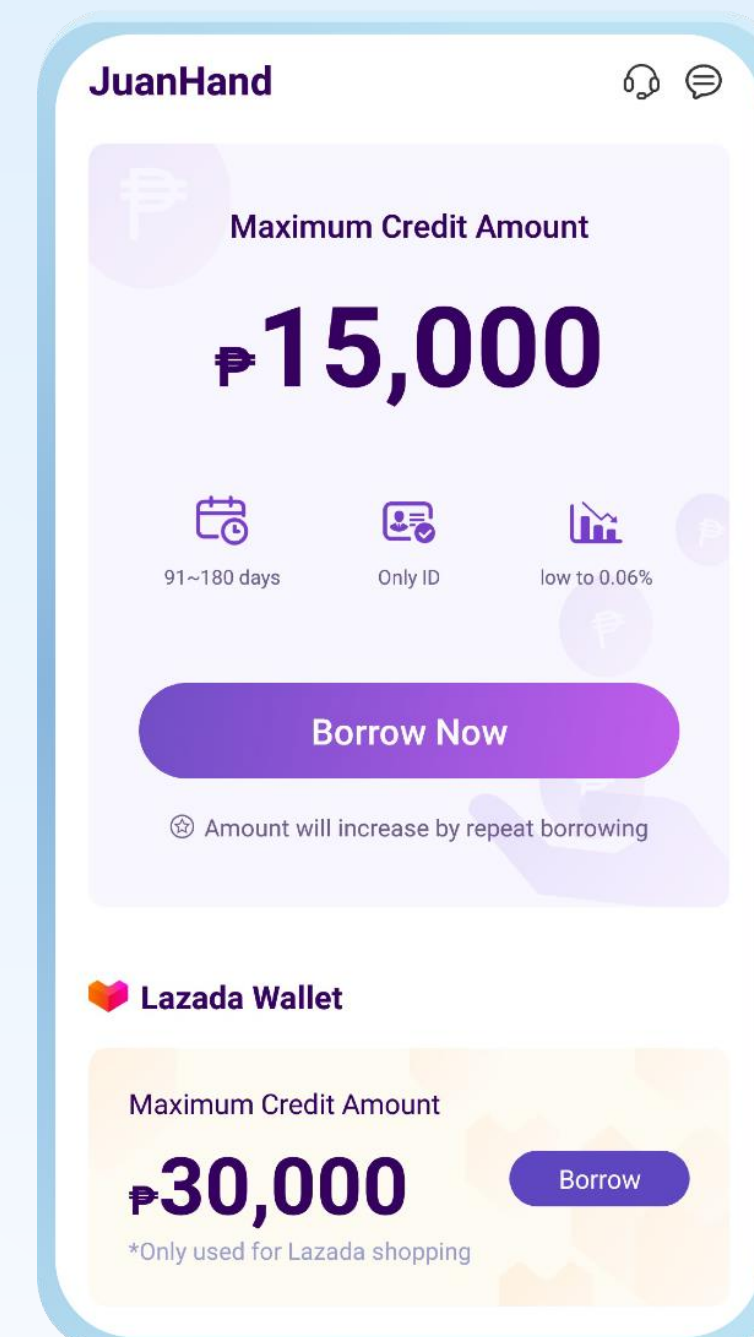 JuanHand
Maximum Credit Amount
₱15,000
91~180 days
Only ID
low to 0.06%
Borrow Now
Amount will increase by repeat borrowing
Lazada Wallet
Maximum Credit Amount
₱30,000
Borrow
*Only used for Lazada shopping